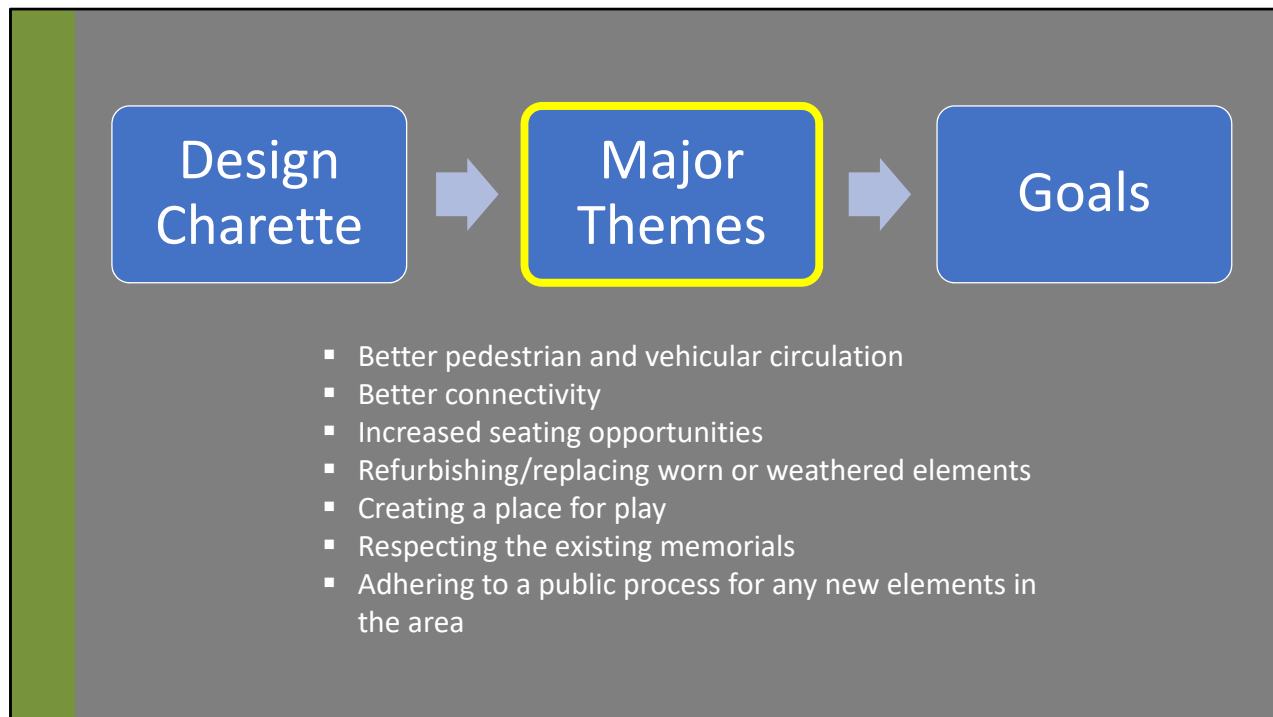 Design
Charette
Major
Themes
Goals
▪ Better pedestrian and vehicular circulation
▪ Better connectivity
▪ Increased seating opportunities
▪ Refurbishing/replacing worn or weathered elements
▪ Creating a place for play
▪ Respecting the existing memorials
▪ Adhering to a public process for any new elements in
the area